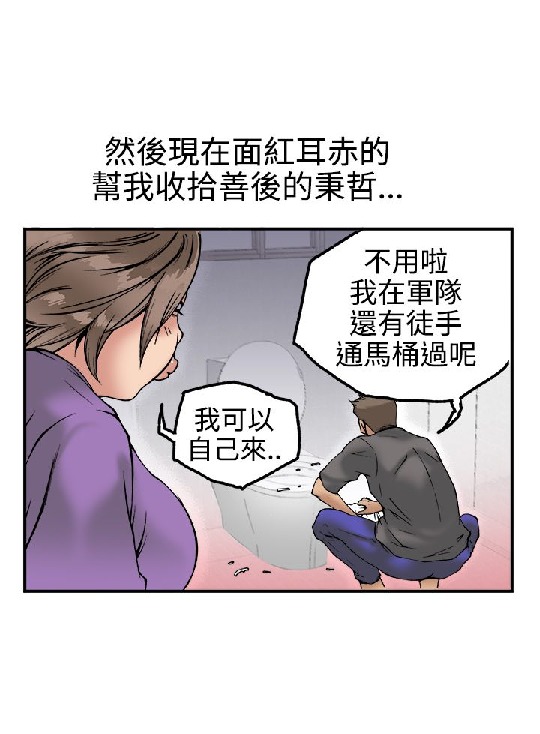 然後現在面紅耳赤的
幫我收拾善後的秉哲...
不用啦
我在軍隊
還有徒手
通馬桶過呢
我可以
自己來..